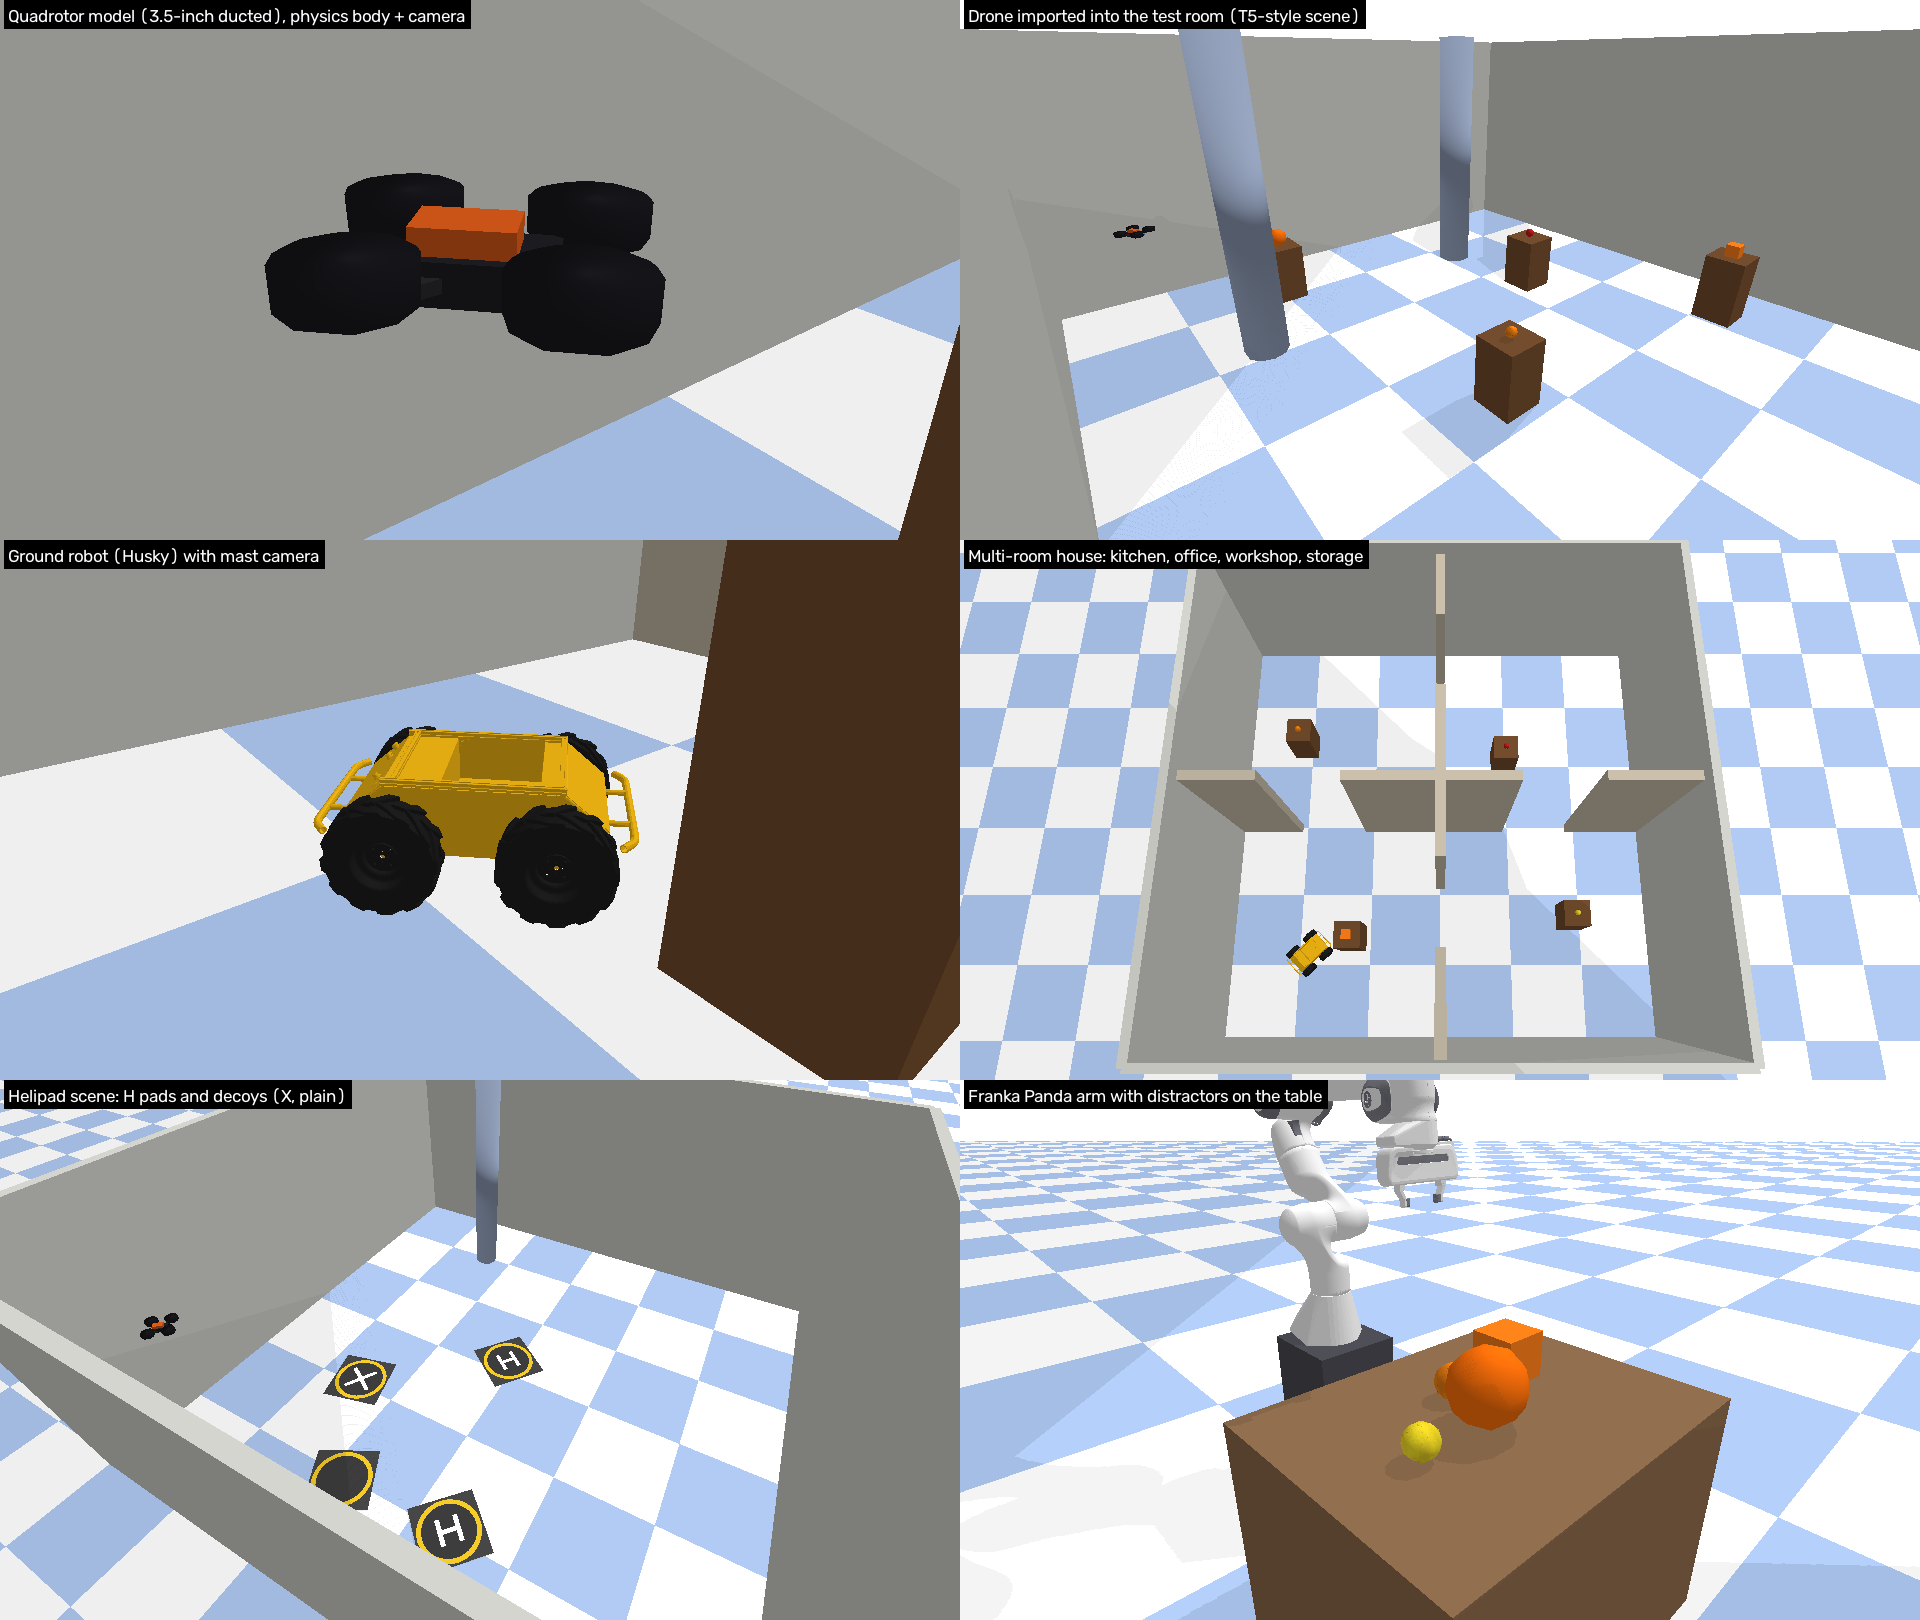 Quadrotor model (3.5-inch ducted), physics body + camera
Drone imported into the test room (T5-style scene)
Ground robot (Husky) with mast camera
Multi-room house: kitchen, office, workshop, storage
Helipad scene: H pads and decoys (X, plain)
Franka Panda arm with distractors on the table
X
H
H